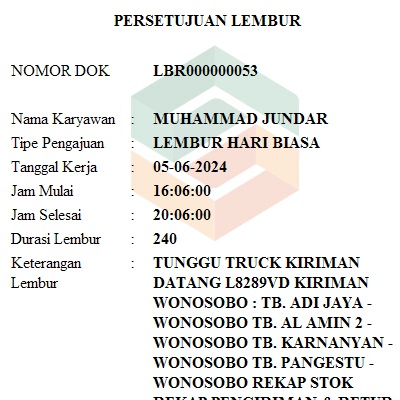 PERSETUJUAN LEMBUR
NOMOR DOK LBR000000053
Nama Karyawan : MUHAMMAD JUNDAR
Tipe Pengajuan : LEMBUR HARI BIASA
Tanggal Kerja : 05-06-2024
Jam Mulai : 16:06:00
Jam Selesai : 20:06:00
Durasi Lembur : 240
Keterangan : TUNGGU TRUCK KIRIMAN
Lembur DATANG L8289VD KIRIMAN
WONOSOBO : TB. ADI JAYA -
WONOSOBO TB. AL AMIN 2 -
WONOSOBO TB. KARNANYAN -
WONOSOBO TB. PANGESTU -
WONOSOBO REKAP STOK
REKAP PENGIRIMAN & RETUR